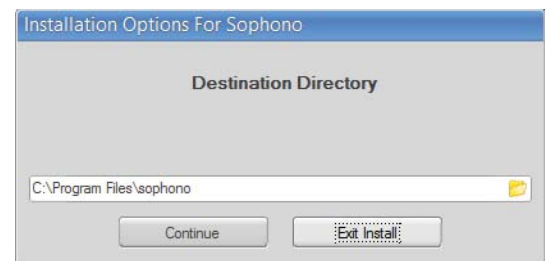 Installation Options For Sophono
Destination Directory
C:\Program Files\sophono
Continue Exit Install